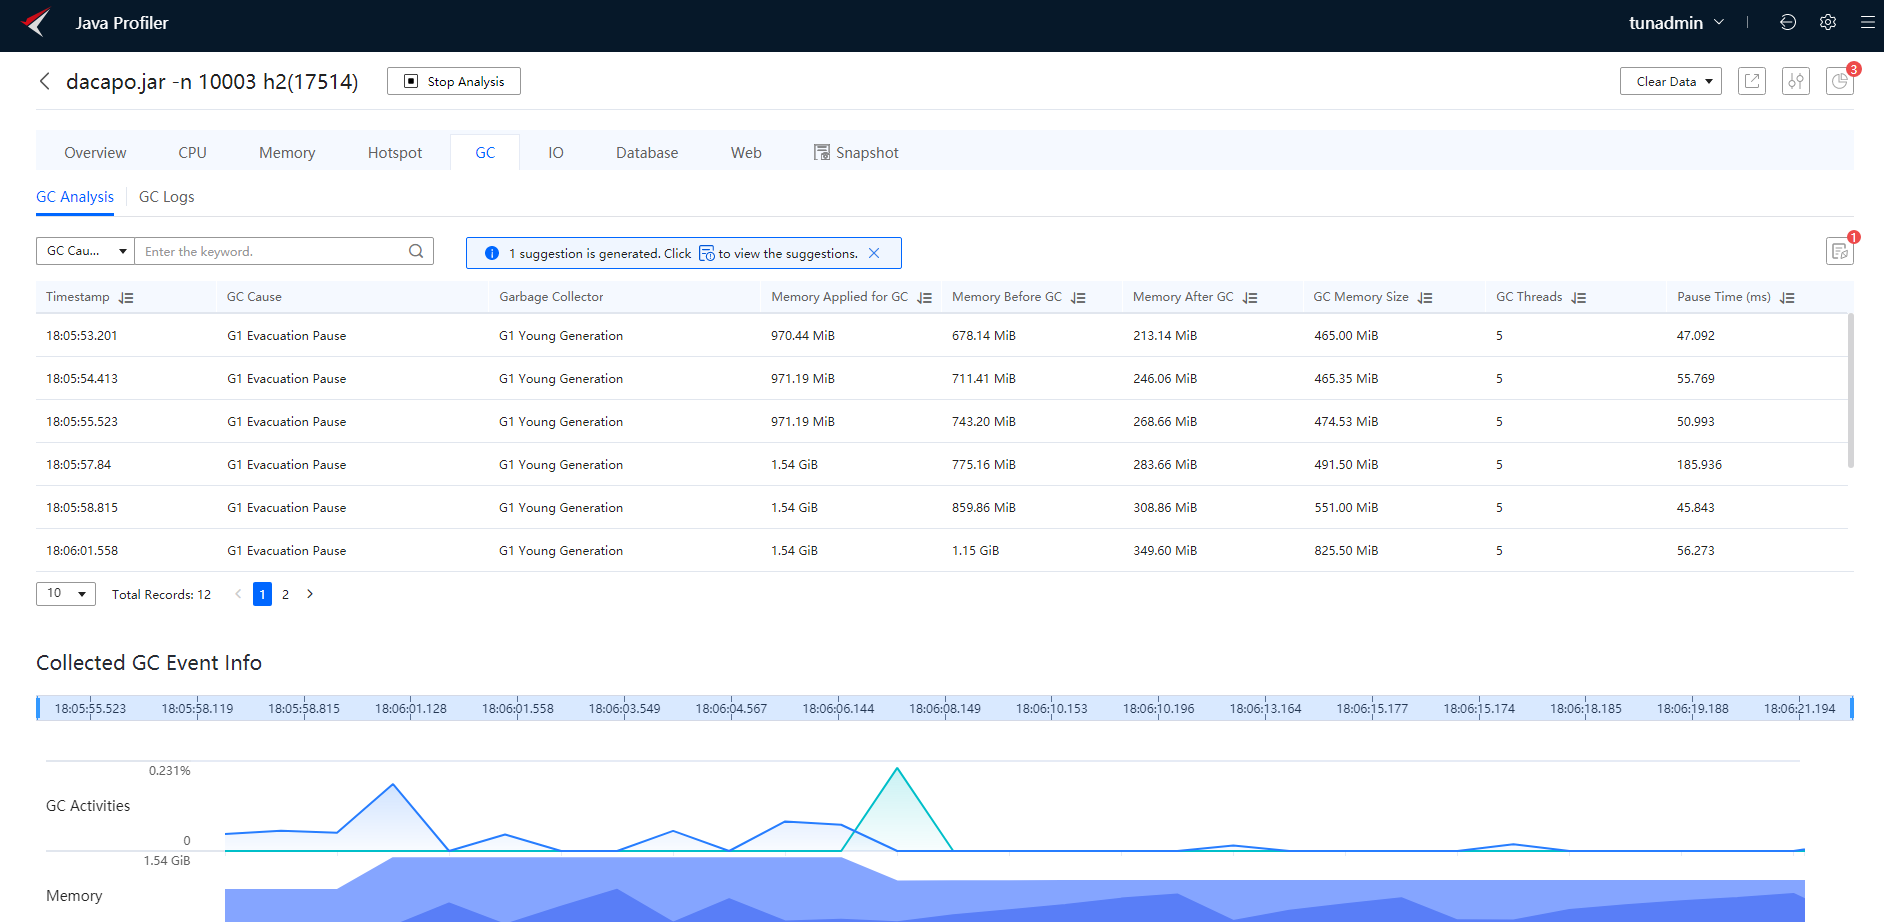 Java Profiler
tunadmin
dacapo.jar -n 10003 h2(17514)
Stop Analysis
Clear Data
3
Overview CPU Memory Hotspot GC IO Database Web Snapshot
GC Analysis GC Logs
GC Cau... Enter the keyword.
1 suggestion is generated. Click to view the suggestions.
1
Timestamp GC Cause Garbage Collector Memory Applied for GC Memory Before GC Memory After GC GC Memory Size GC Threads Pause Time (ms)
18:05:53.201 G1 Evacuation Pause G1 Young Generation 970.44 MiB 678.14 MiB 213.14 MiB 465.00 MiB 5 47.092
18:05:54.413 G1 Evacuation Pause G1 Young Generation 971.19 MiB 711.41 MiB 246.06 MiB 465.35 MiB 5 55.769
18:05:55.523 G1 Evacuation Pause G1 Young Generation 971.19 MiB 743.20 MiB 268.66 MiB 474.53 MiB 5 50.993
18:05:57.84 G1 Evacuation Pause G1 Young Generation 1.54 GiB 775.16 MiB 283.66 MiB 491.50 MiB 5 185.936
18:05:58.815 G1 Evacuation Pause G1 Young Generation 1.54 GiB 859.86 MiB 308.86 MiB 551.00 MiB 5 45.843
18:06:01.558 G1 Evacuation Pause G1 Young Generation 1.54 GiB 1.15 GiB 349.60 MiB 825.50 MiB 5 56.273
10 Total Records: 12 1 2
Collected GC Event Info
18:05:55.523 18:05:58.119 18:05:58.815 18:06:01.128 18:06:01.558 18:06:03.549 18:06:04.567 18:06:06.144 18:06:08.149 18:06:10.153 18:06:10.196 18:06:13.164 18:06:15.177 18:06:15.174 18:06:18.185 18:06:19.188 18:06:21.194
0.231%
GC Activities
0
1.54 GiB
Memory